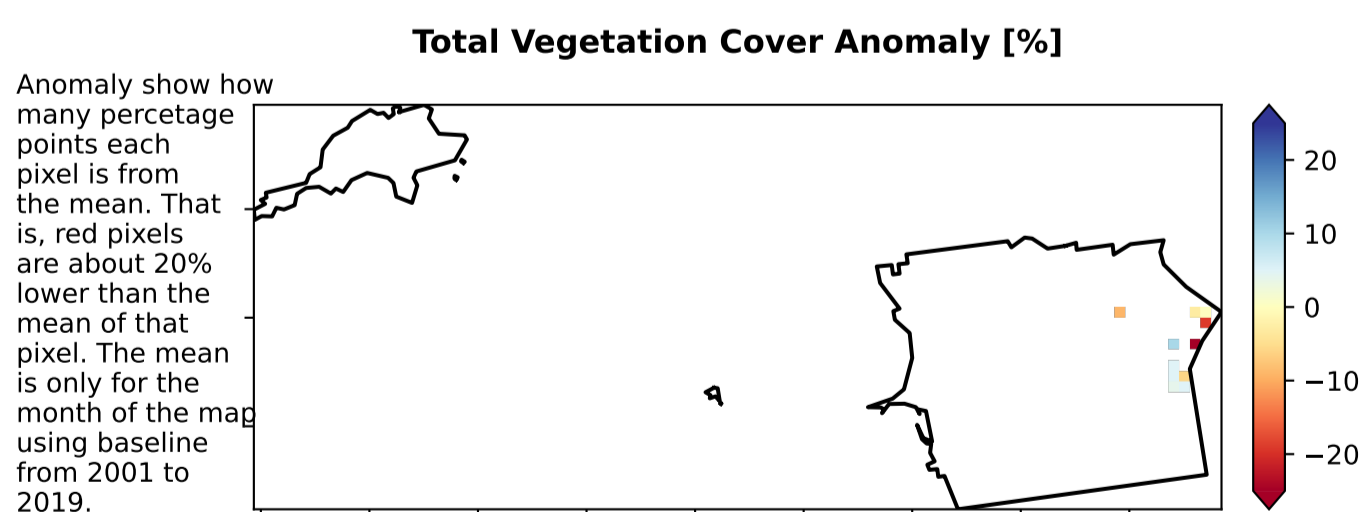 Total Vegetation Cover Anomaly [%]
Anomaly show how
many percetage
points each
pixel is from
the mean. That
is, red pixels
are about 20%
lower than the
mean of that
pixel. The mean
is only for the
month of the map
using baseline
from 2001 to
2019.
20
10
0
−10
−20